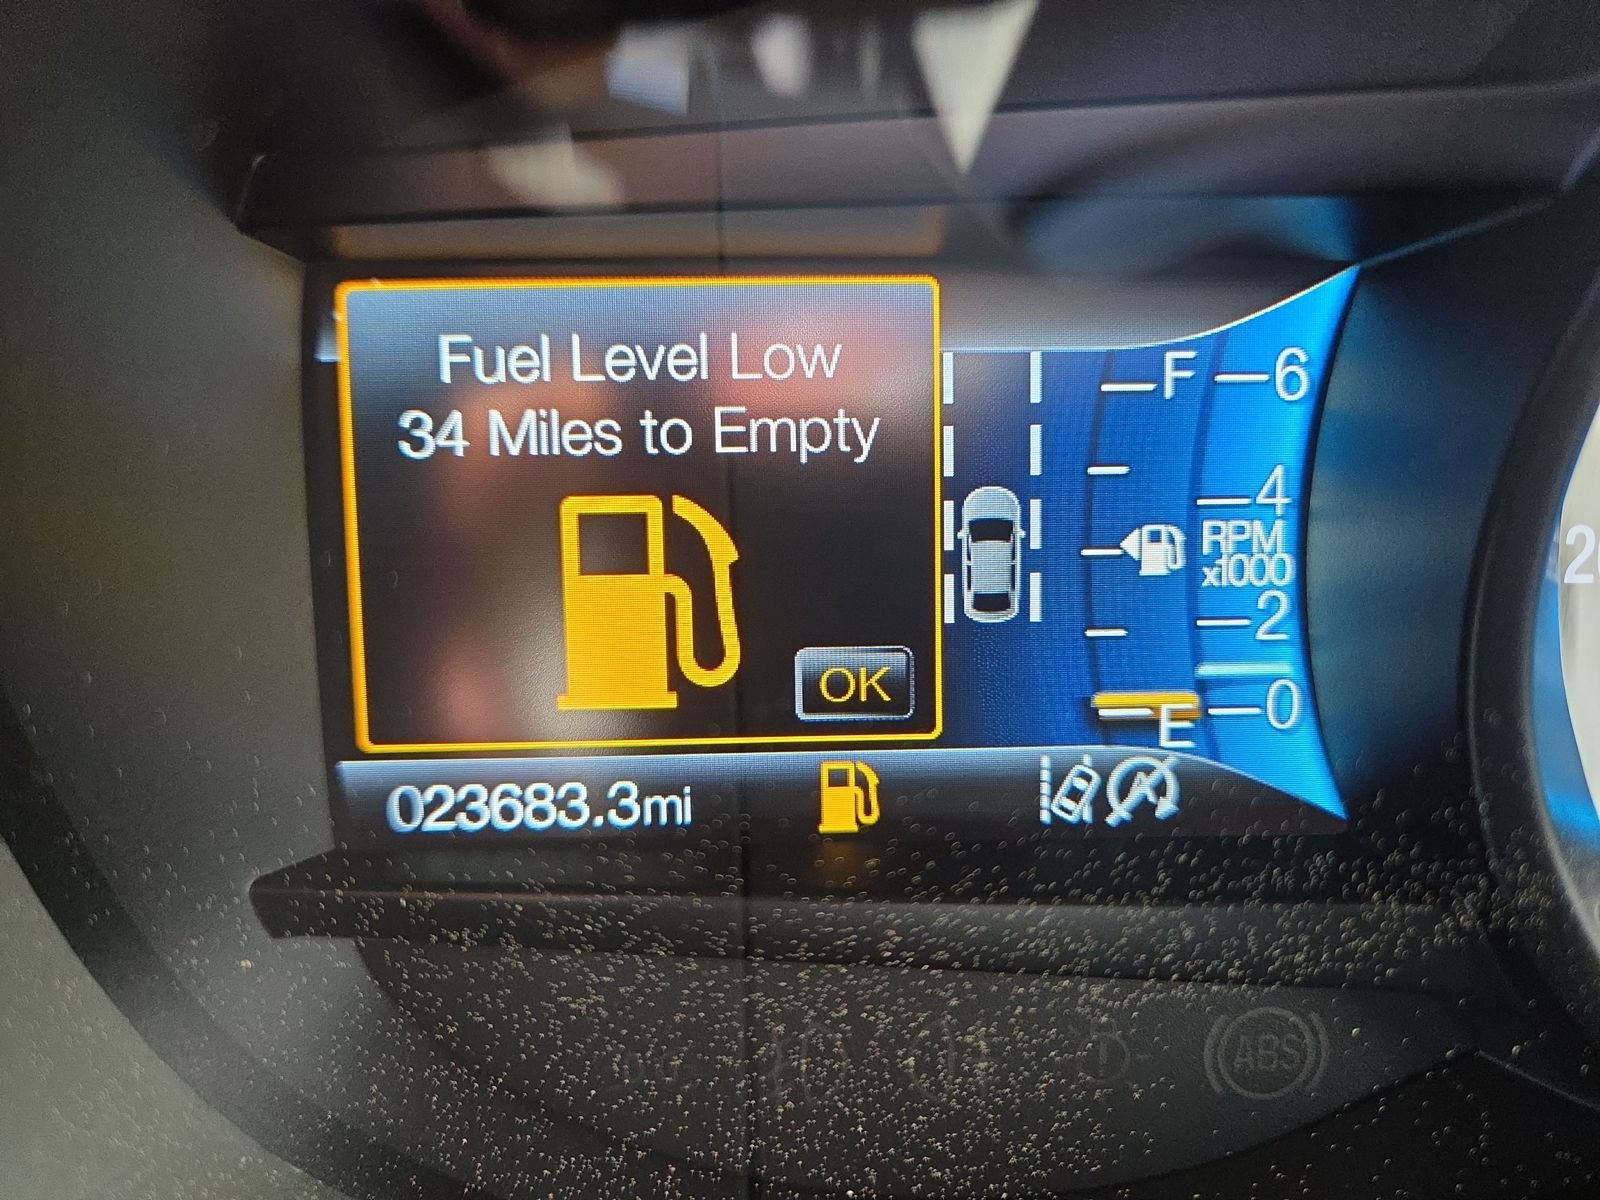 Fuel Level Low
34 Miles to Empty
OK
F
6
4
RPM
x1000
2
E
0
023683.3mi
ABS